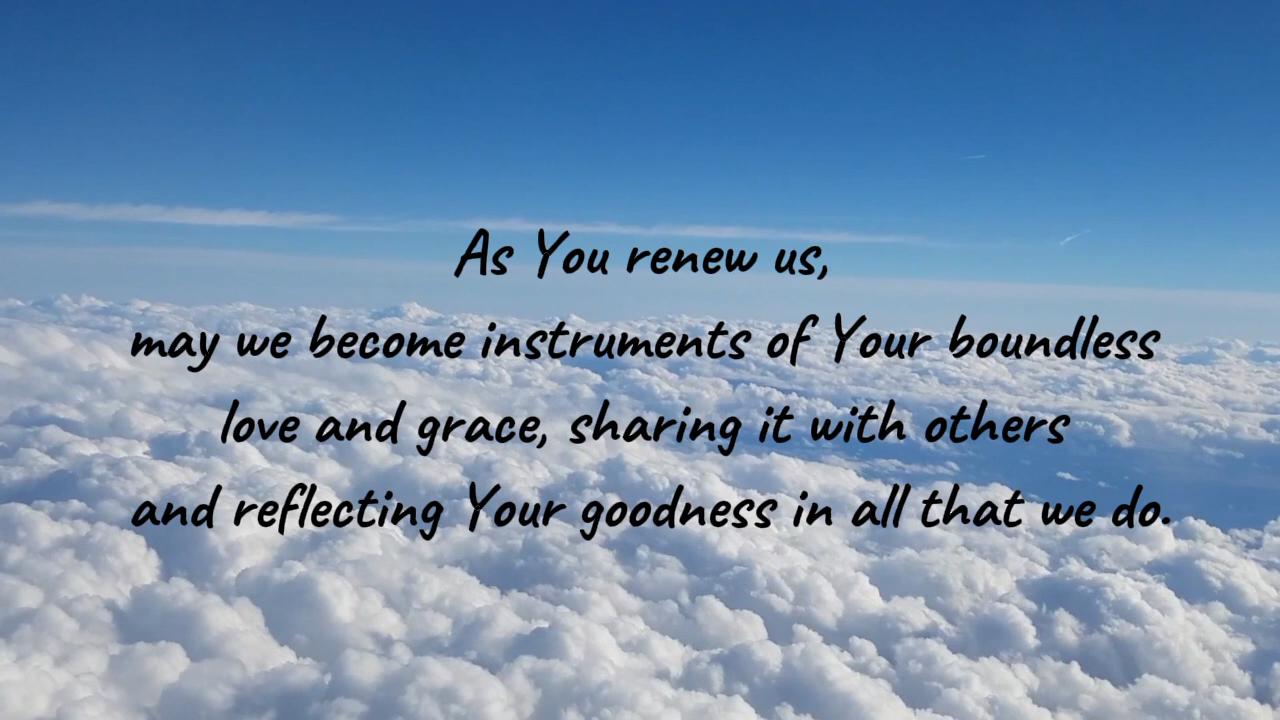 As You renew us,
may we become instruments of Your boundless
love and grace, sharing it with others
and reflecting Your goodness in all that we do.